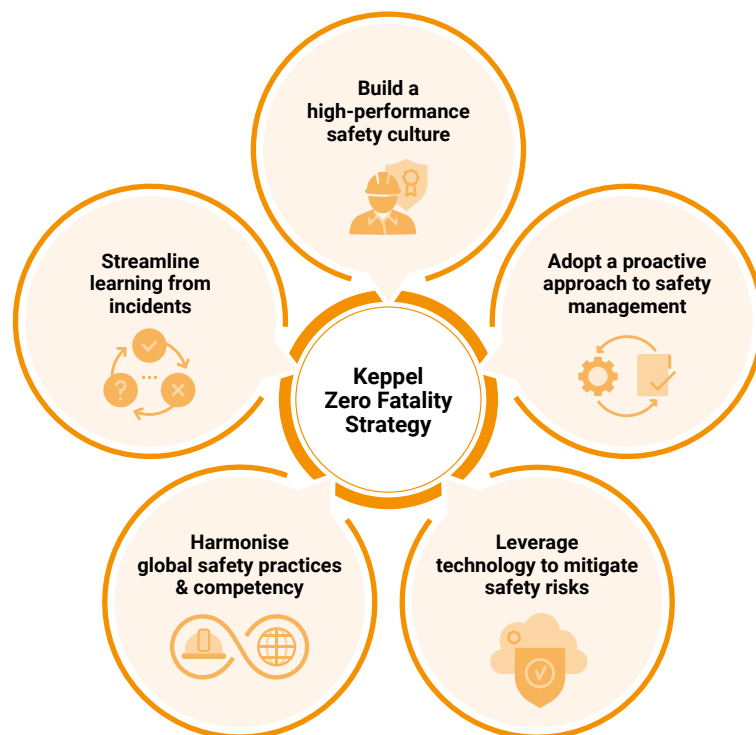 Build a
high-performance
safety culture
Streamline
learning from
incidents
Adopt a proactive
approach to safety
management
Keppel
Zero Fatality
Strategy
Harmonise
global safety practices
& competency
Leverage
technology to mitigate
safety risks